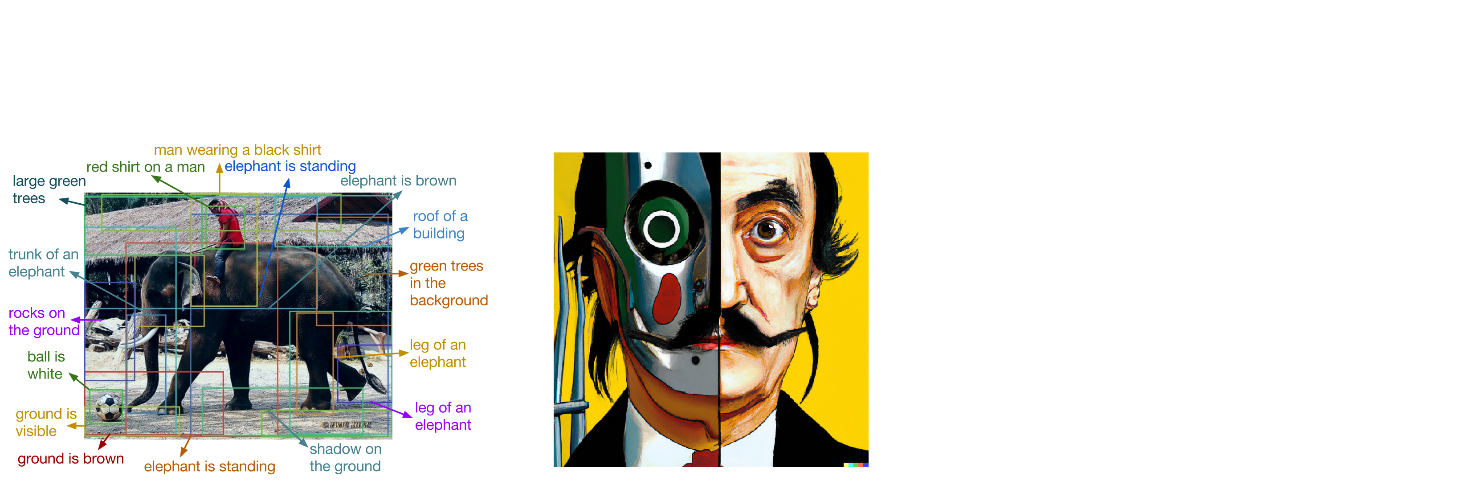 man wearing a black shirt
red shirt on a man
elephant is standing
large green
trees
elephant is brown
roof of a
building
trunk of an
elephant
green trees
in the
background
rocks on
the ground
ball is
white
leg of an
elephant
ground is
visible
leg of an
elephant
ground is brown
elephant is standing
shadow on
the ground